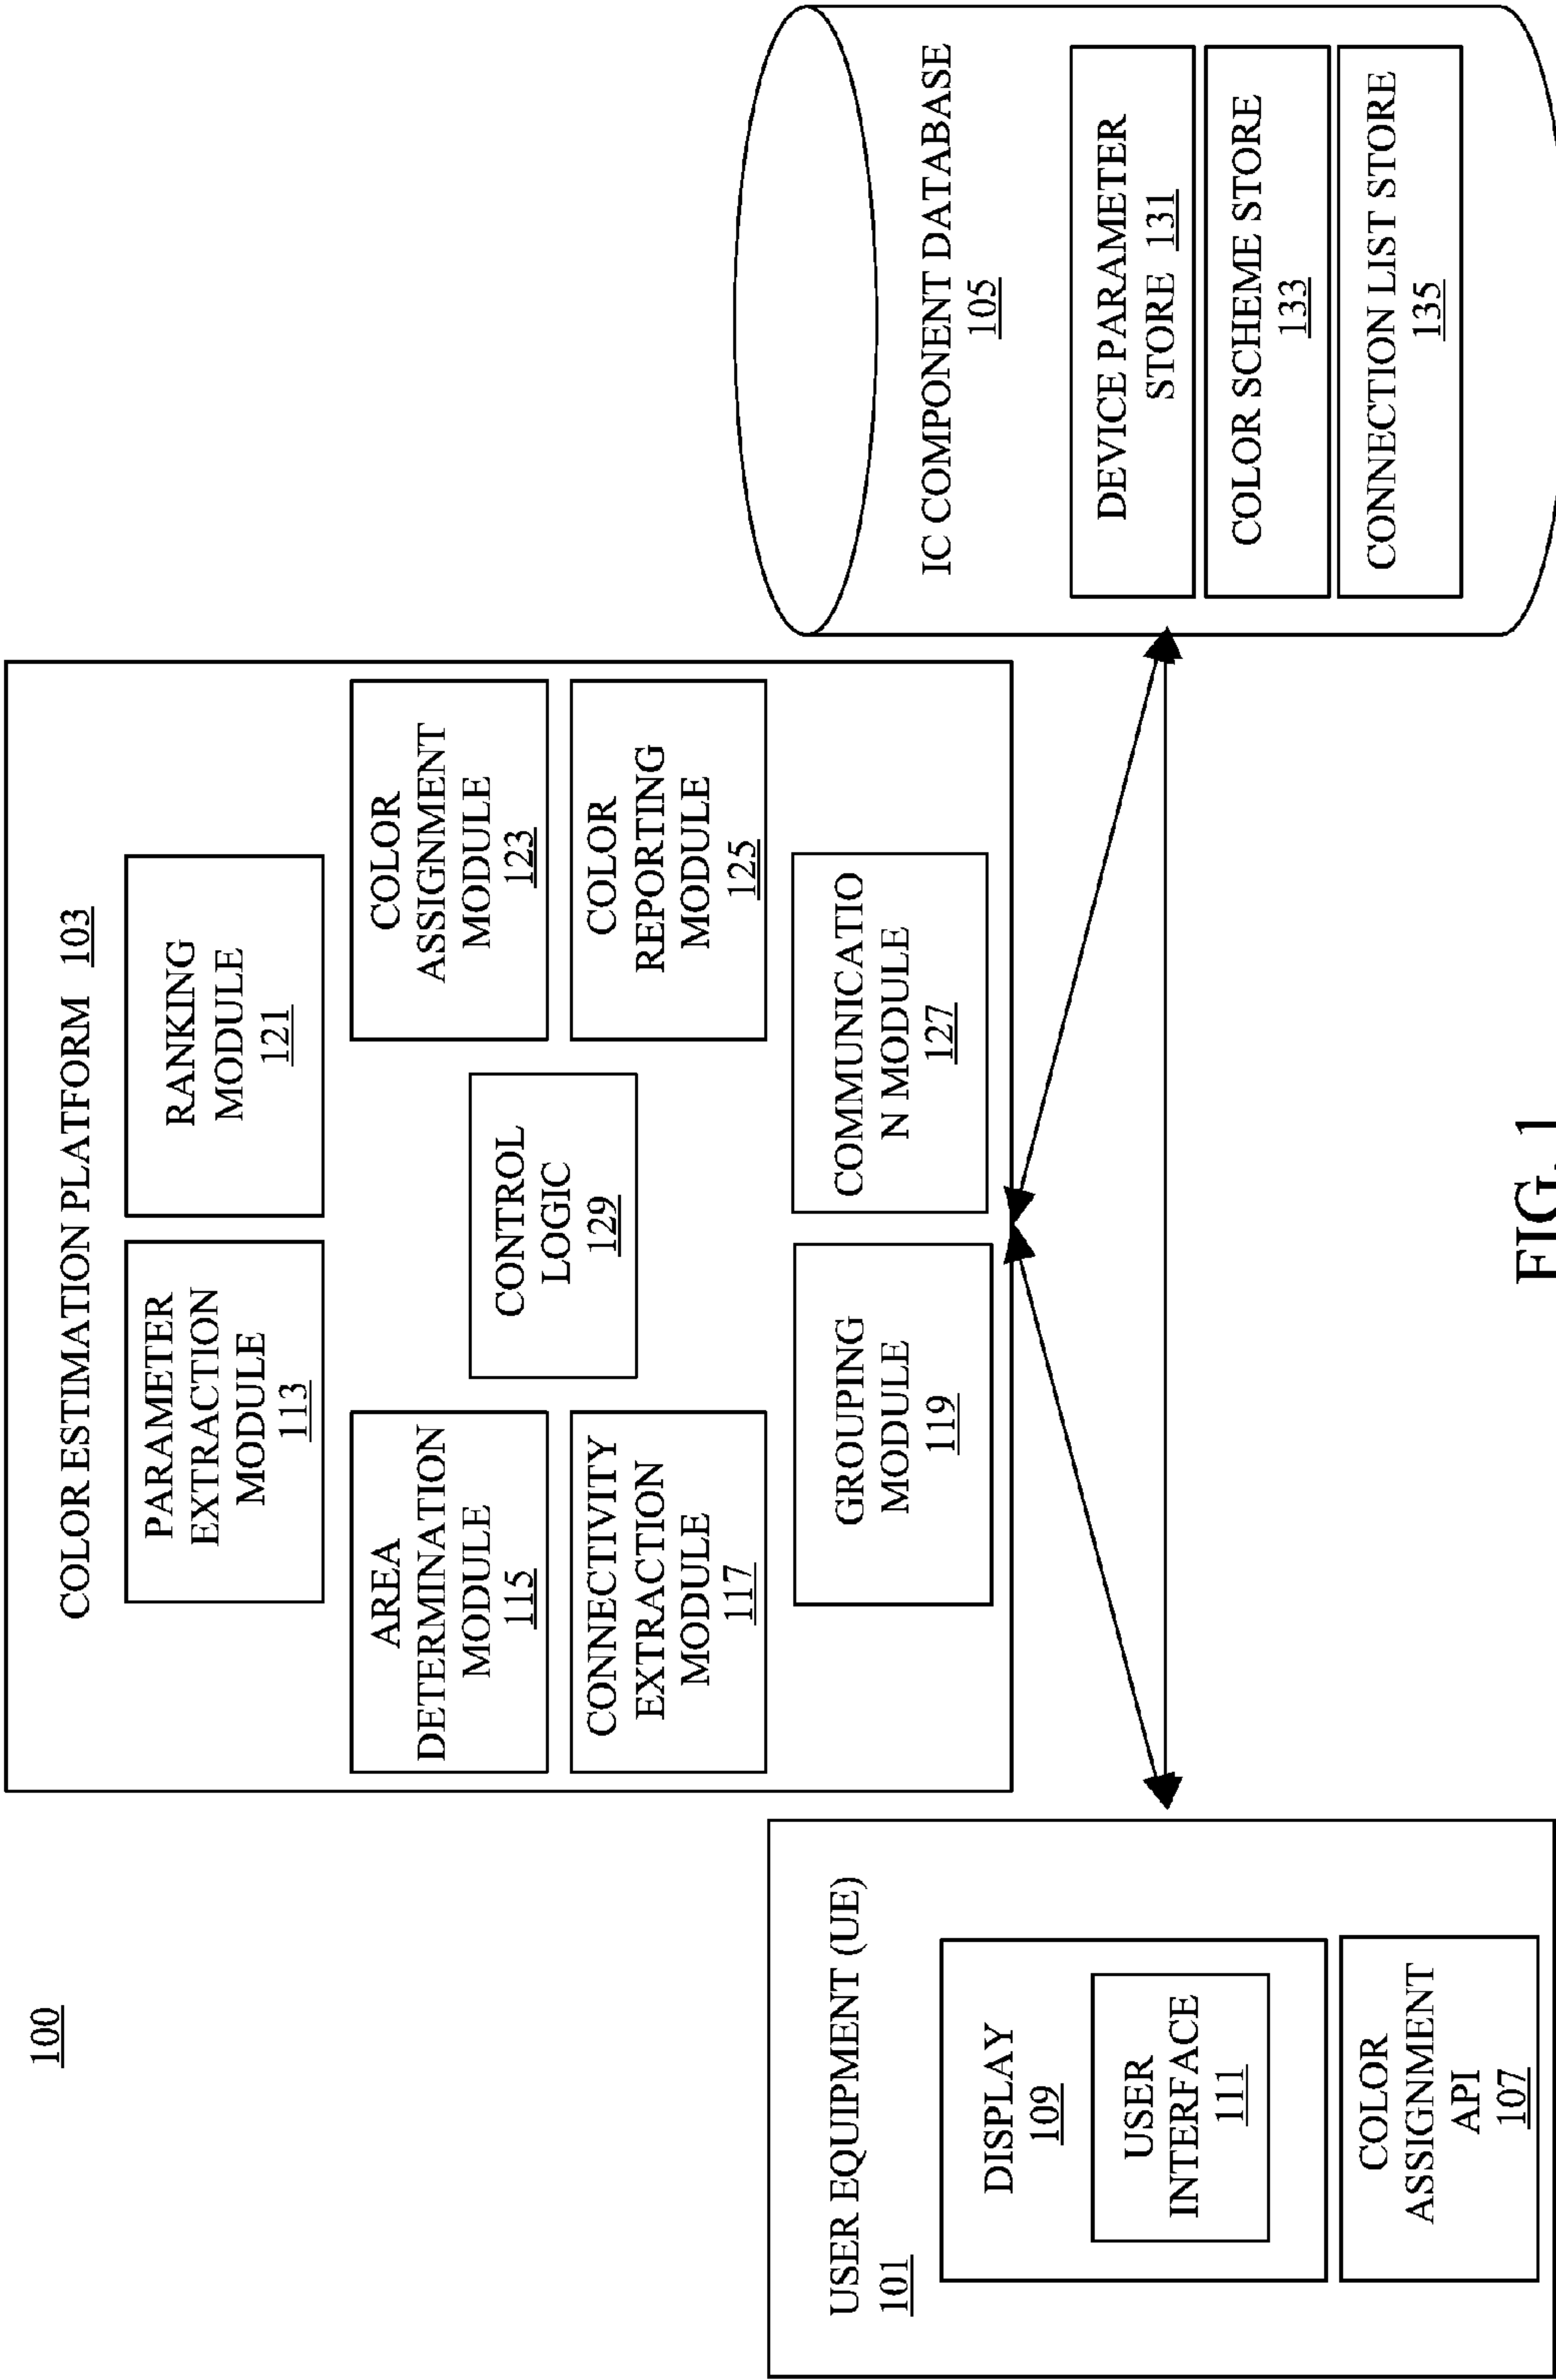 100
COLOR ESTIMATION PLATFORM 103
PARAMETER
EXTRACTION
MODULE
113
RANKING
MODULE
121
AREA
DETERMINATION
MODULE
115
COLOR
ASSIGNMENT
MODULE
123
CONTROL
LOGIC
129
CONNECTIVITY
EXTRACTION
MODULE
117
COLOR
REPORTING
MODULE
125
GROUPING
MODULE
119
COMMUNICATIO
N MODULE
127
USER EQUIPMENT (UE)
101
DISPLAY
109
USER
INTERFACE
111
COLOR
ASSIGNMENT
API
107
IC COMPONENT DATABASE
105
DEVICE PARAMETER
STORE 131
COLOR SCHEME STORE
133
CONNECTION LIST STORE
135
FIG. 1